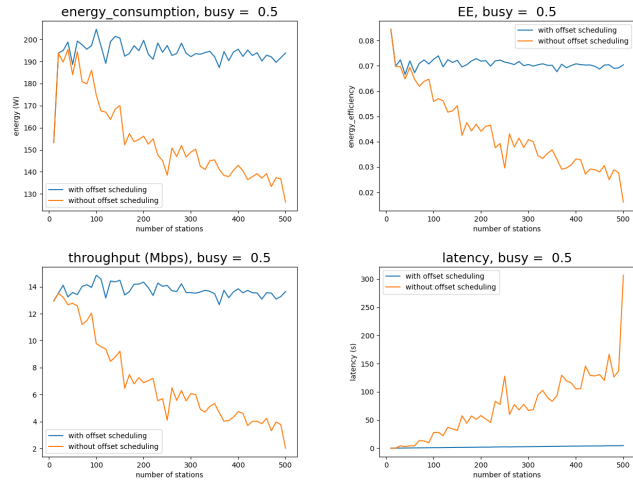 energy_consumption, busy = 0.5
energy (W)
200
190
180
170
160
150
140
130
with offset scheduling
without offset scheduling
0
100
200
300
400
500
number of stations
EE, busy = 0.5
energy_efficiency
0.08
0.07
0.06
0.05
0.04
0.03
0.02
with offset scheduling
without offset scheduling
0
100
200
300
400
500
number of stations
throughput (Mbps), busy = 0.5
14
12
10
8
6
4
2
with offset scheduling
without offset scheduling
0
100
200
300
400
500
number of stations
latency, busy = 0.5
latency (s)
300
250
200
150
100
50
0
with offset scheduling
without offset scheduling
0
100
200
300
400
500
number of stations